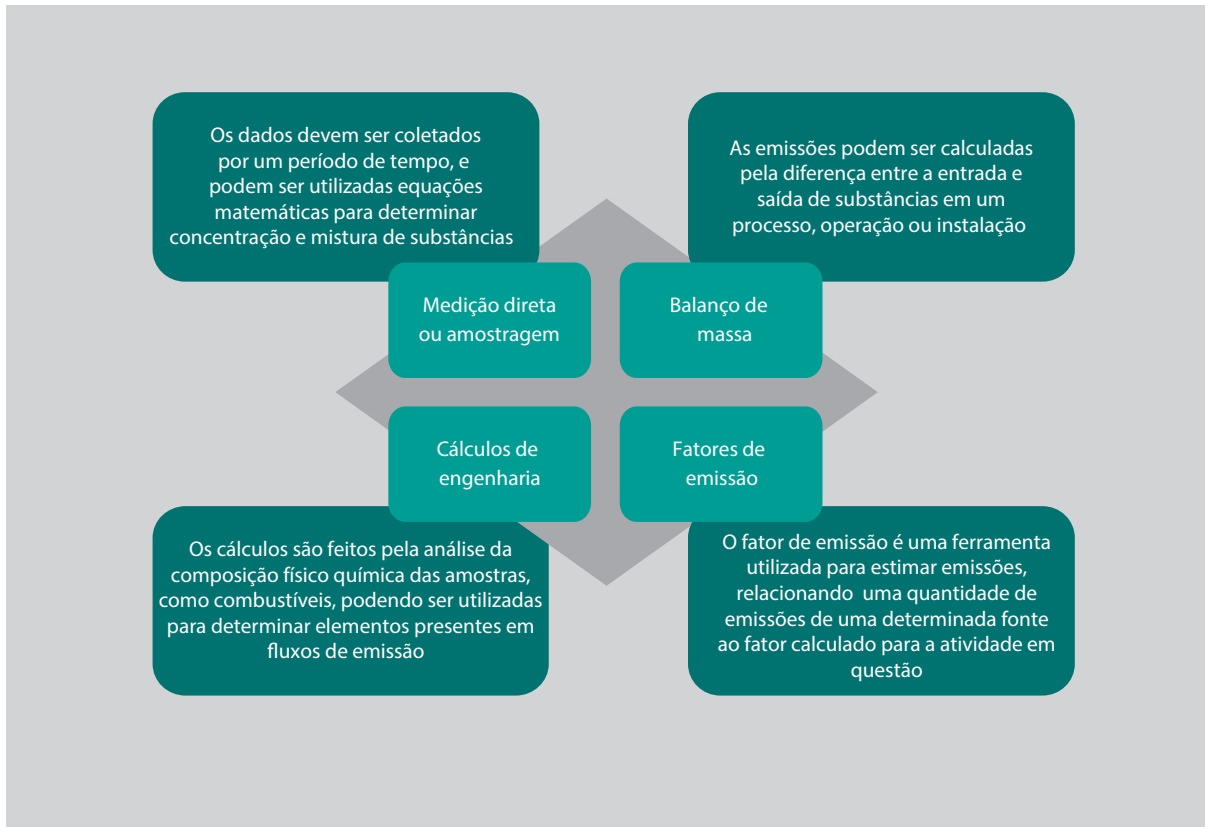 Os dados devem ser coletados
por um período de tempo, e
podem ser utilizadas equações
matemáticas para determinar
concentração e mistura de substâncias
As emissões podem ser calculadas
pela diferença entre a entrada e
saída de substâncias em um
processo, operação ou instalação
Medição direta
ou amostragem
Balanço de
massa
Cálculos de
engenharia
Fatores de
emissão
Os cálculos são feitos pela análise da
composição físico química das amostras,
como combustíveis, podendo ser utilizadas
para determinar elementos presentes em
fluxos de emissão
O fator de emissão é uma ferramenta
utilizada para estimar emissões,
relacionando uma quantidade de
emissões de uma determinada fonte
ao fator calculado para a atividade em
questão